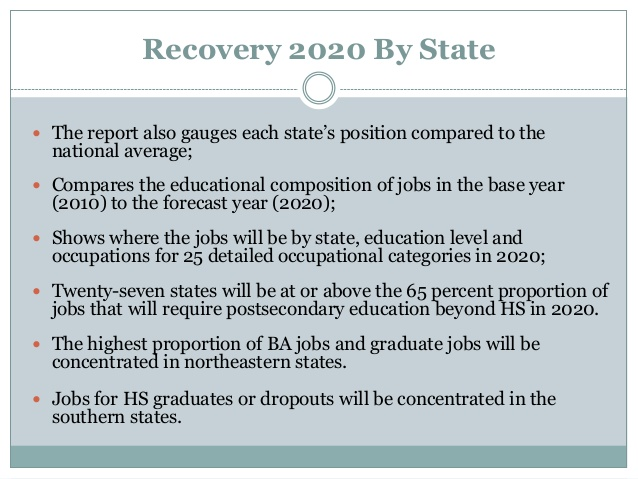 Recovery 2020 By State
• The report also gauges each state’s position compared to the
national average;
• Compares the educational composition of jobs in the base year
(2010) to the forecast year (2020);
• Shows where the jobs will be by state, education level and
occupations for 25 detailed occupational categories in 2020;
• Twenty-seven states will be at or above the 65 percent proportion of
jobs that will require postsecondary education beyond HS in 2020.
• The highest proportion of BA jobs and graduate jobs will be
concentrated in northeastern states.
• Jobs for HS graduates or dropouts will be concentrated in the
southern states.